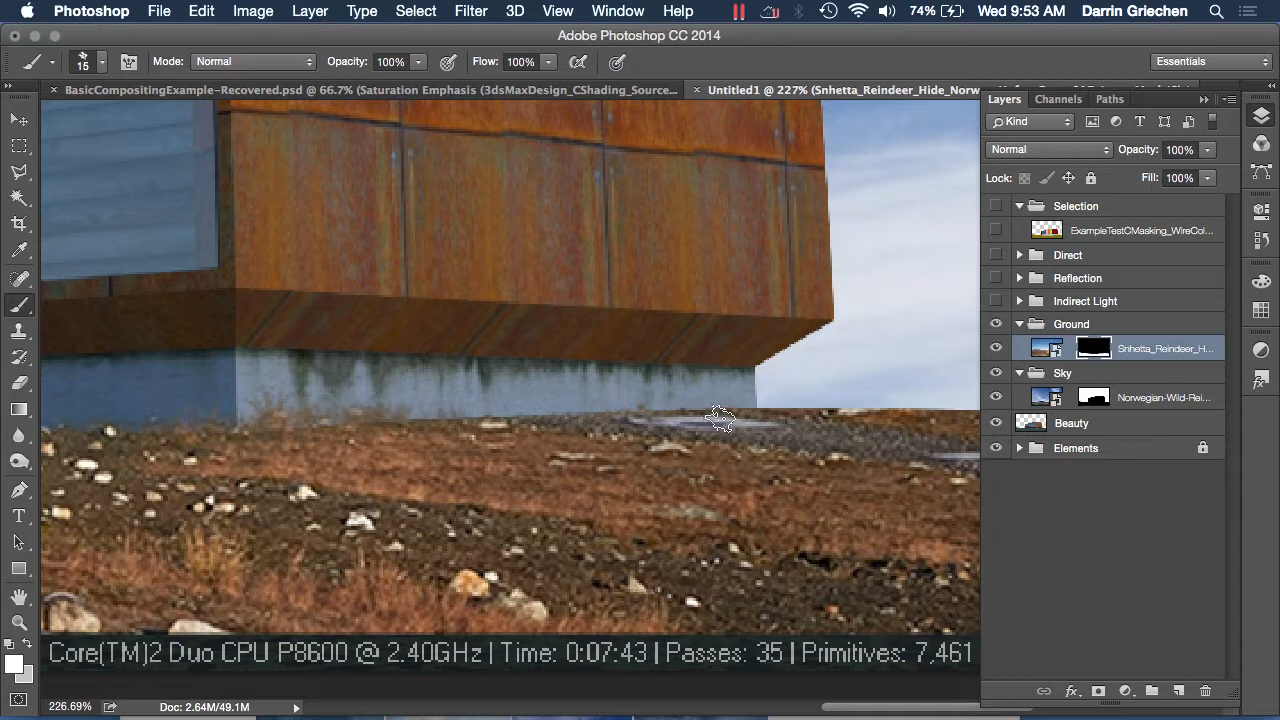 Photoshop File Edit Image Layer Type Select Filter 3D View Window Help 74% Wed 9:53 AM Darrin Griechen
Adobe Photoshop CC 2014
15 Mode: Normal Opacity: 100% Flow: 100% Essentials
BasicCompositingExample-Recovered.psd @ 66.7% (Saturation Emphasis (3dsMaxDesign_CShading_Source... Untitled1 @ 227% (Snhetta_Reindeer_Hide_Norw
Layers Channels Paths
Kind
Normal Opacity: 100%
Lock: Fill: 100%
Selection
ExampleTestCMasking_WireCol...
Direct
Reflection
Indirect Light
Ground
Snhetta_Reindeer_H...
Sky
Norwegian-Wild-Rei...
Beauty
Elements
Core(TM)2 Duo CPU P8600 @ 2.40GHz | Time: 0:07:43 | Passes: 35 | Primitives: 7,461
226.69% Doc: 2.64M/49.1M